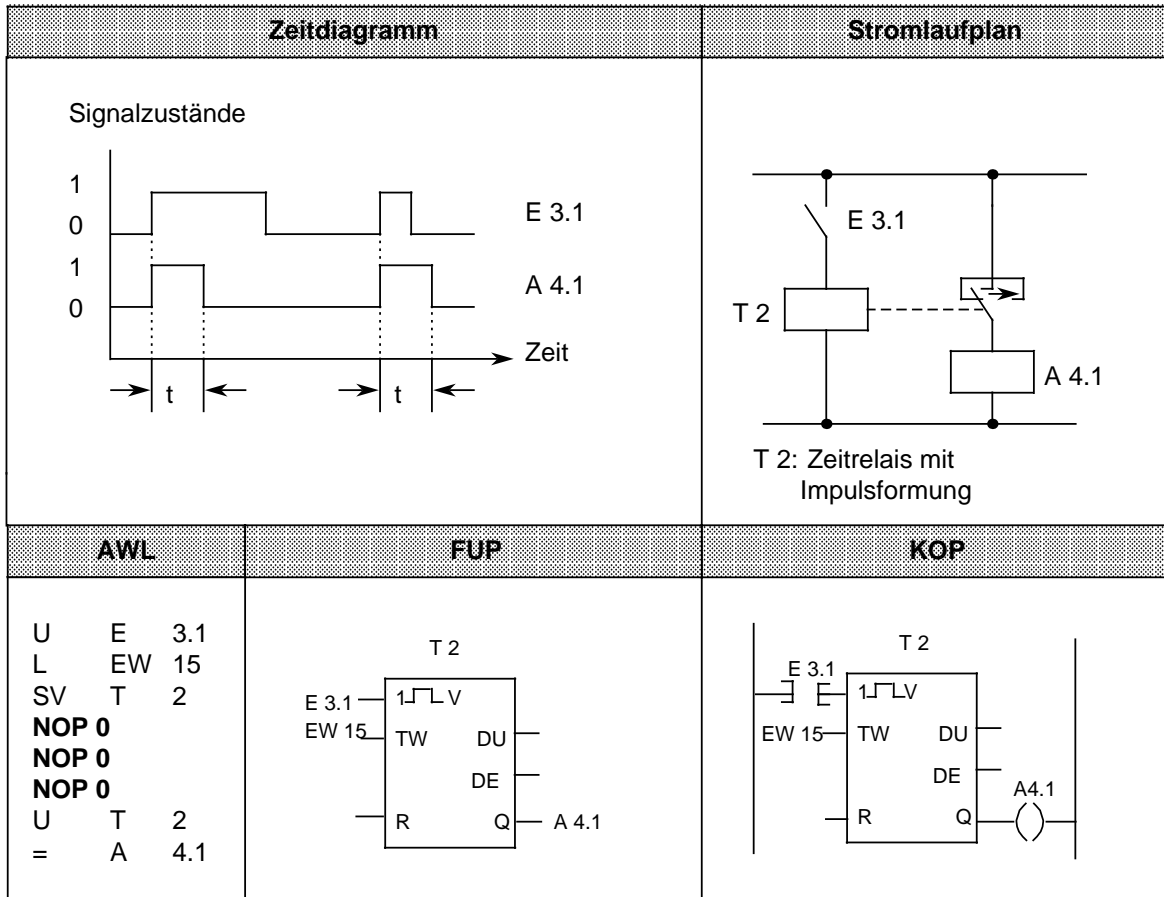 Zeitdiagramm
Stromlaufplan
Signalzustände
1
0
E 3.1
1
0
A 4.1
Zeit
t
t
E 3.1
T 2
A 4.1
T 2: Zeitrelais mit
Impulsformung
AWL
FUP
KOP
U E 3.1
L EW 15
SV T 2
NOP 0
NOP 0
NOP 0
U T 2
= A 4.1
T 2
E 3.1
1 V
EW 15
TW DU
DE
R Q
A 4.1
T 2
E 3.1
1 V
EW 15
TW DU
DE
A4.1
R Q